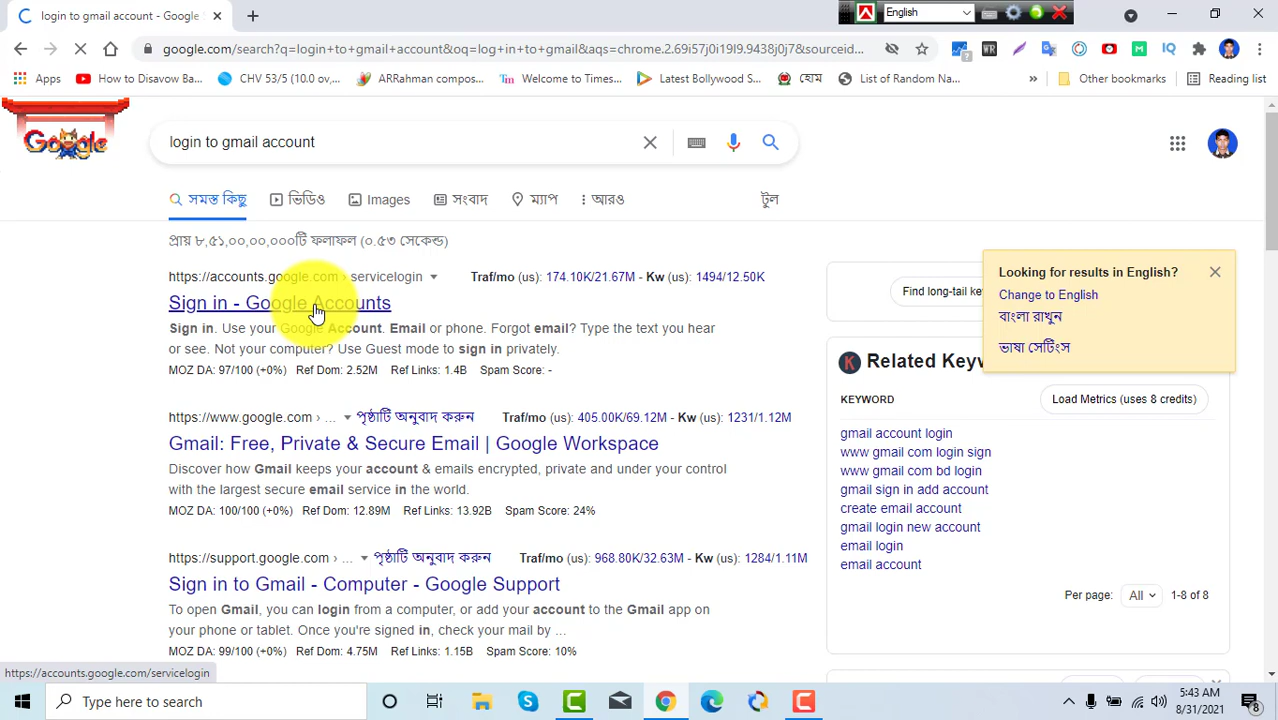 login to gmail account - Google
English
google.com/search?q=login+to+gmail+account&oq=log+in+to+gmail&aqs=chrome.2.69i57j0i19l9.9438j0j7&sourceid...
Apps
How to Disavow Ba...
CHV 53/5 (10.0 ov,...
ARRahman compos...
Welcome to Times...
Latest Bollywood S...
হোম
List of Random Na...
»
Other bookmarks
Reading list
Google
login to gmail account
সমস্ত কিছু
ভিডিও
Images
সংবাদ
ম্যাপ
আরও
টুল
প্রায় ৮,৫১,০০,০০,০০০টি ফলাফল (০.৫৩ সেকেন্ড)
https://accounts.google.com › servicelogin Traf/mo (us): 174.10K/21.67M - Kw (us): 1494/12.50K
Sign in - Google Accounts
Sign in. Use your Google Account. Email or phone. Forgot email? Type the text you hear
or see. Not your computer? Use Guest mode to sign in privately.
MOZ DA: 97/100 (+0%) Ref Dom: 2.52M Ref Links: 1.4B Spam Score: -
https://www.google.com › ... পৃষ্ঠাটি অনুবাদ করুন Traf/mo (us): 405.00K/69.12M - Kw (us): 1231/1.12M
Gmail: Free, Private & Secure Email | Google Workspace
Discover how Gmail keeps your account & emails encrypted, private and under your control
with the largest secure email service in the world.
MOZ DA: 100/100 (+0%) Ref Dom: 12.89M Ref Links: 13.92B Spam Score: 24%
https://support.google.com › ... পৃষ্ঠাটি অনুবাদ করুন Traf/mo (us): 968.80K/32.63M - Kw (us): 1284/1.11M
Sign in to Gmail - Computer - Google Support
To open Gmail, you can login from a computer, or add your account to the Gmail app on
your phone or tablet. Once you're signed in, check your mail by ...
MOZ DA: 99/100 (+0%) Ref Dom: 4.75M Ref Links: 1.15B Spam Score: 10%
Find long-tail
Looking for results in English?
Change to English
বাংলা রাখুন
ভাষা সেটিংস
Related
KEYWORD
Load Metrics (uses 8 credits)
gmail account login
www gmail com login sign
www gmail com bd login
gmail sign in add account
create email account
gmail login new account
email login
email account
Per page: All 1-8 of 8
https://accounts.google.com/servicelogin
Type here to search
5:43 AM
8/31/2021
8